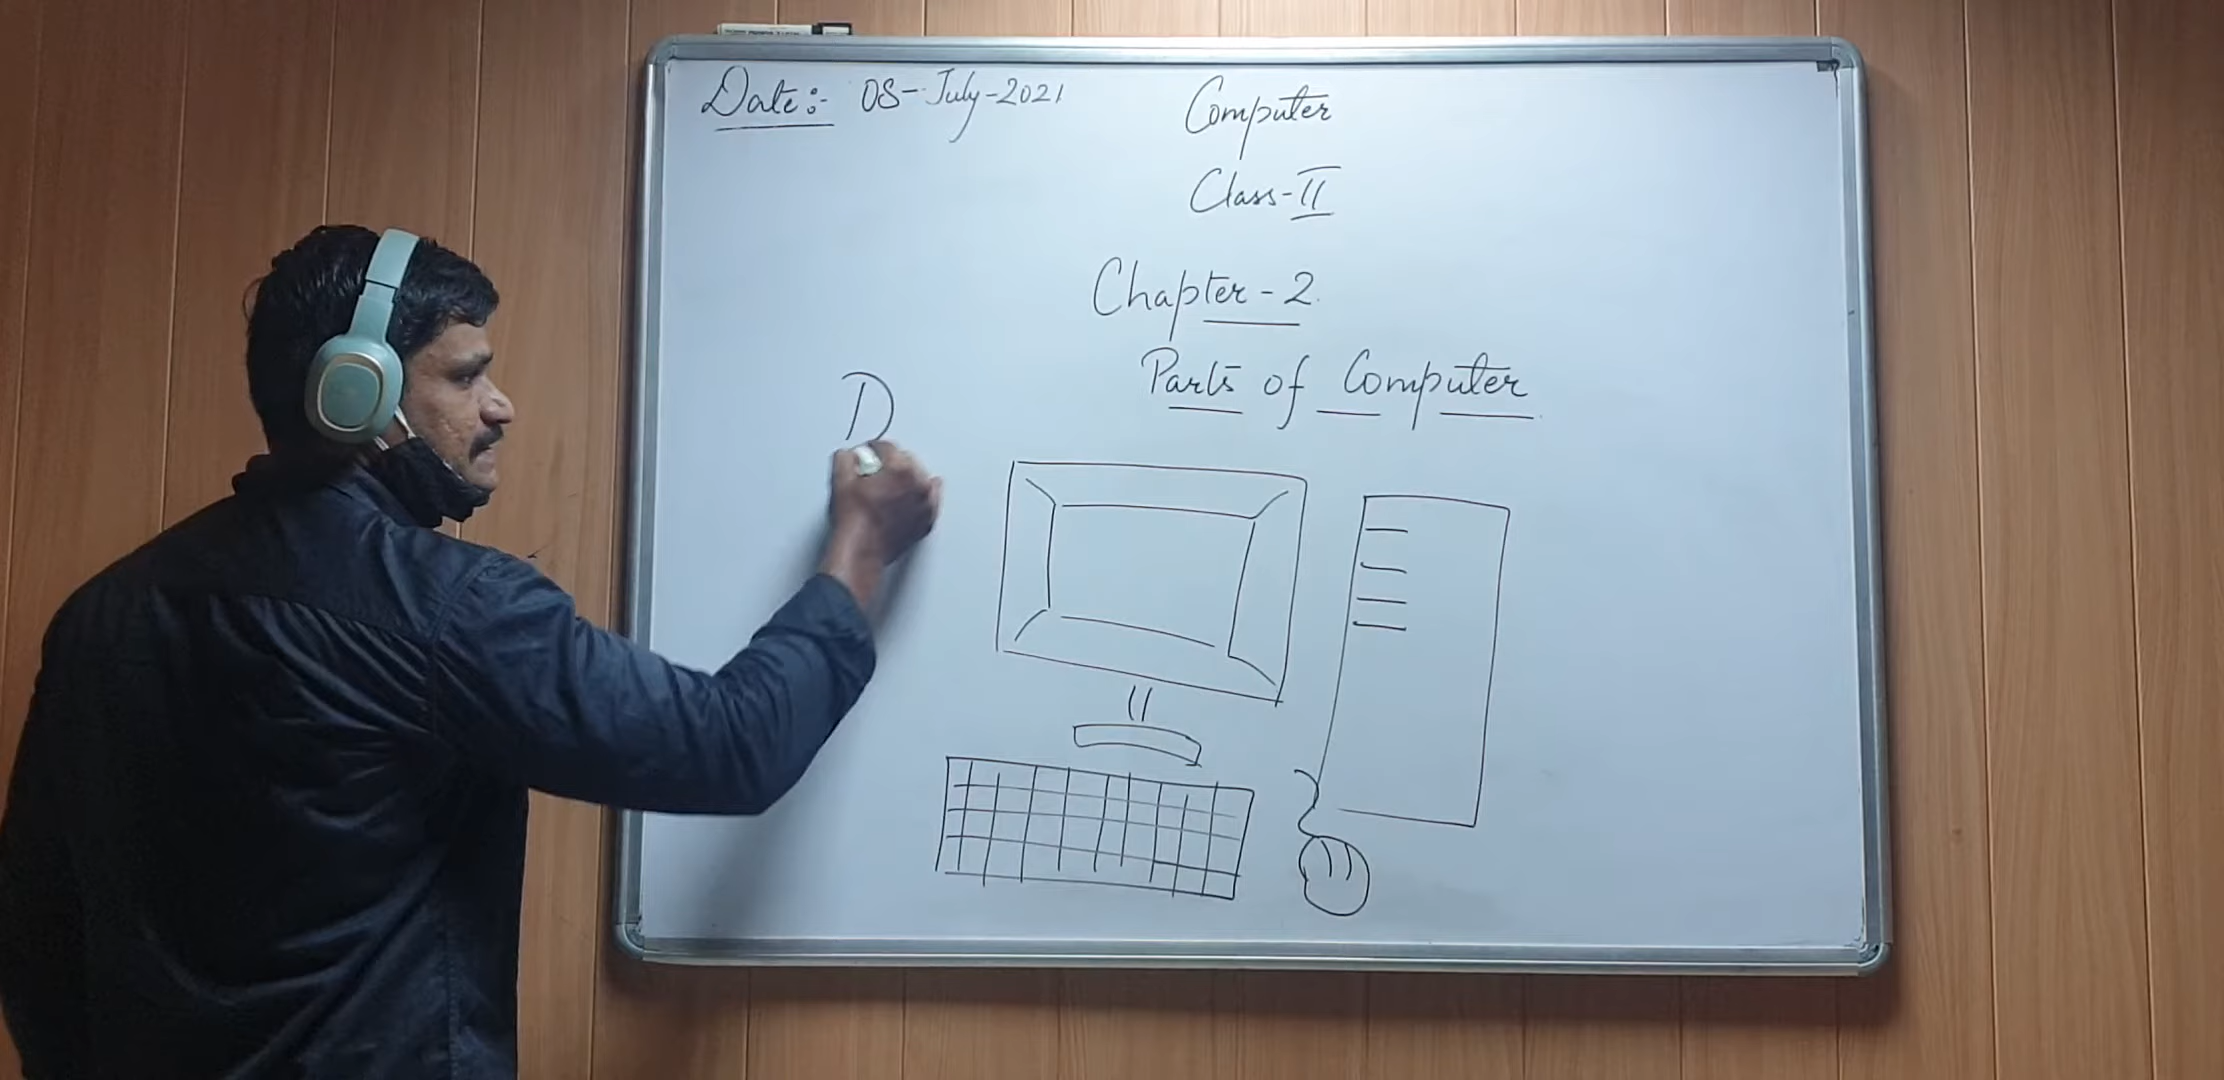 Date:- 08-July-2021
Computer
Class-II
Chapter-2.
Parts of Computer
D